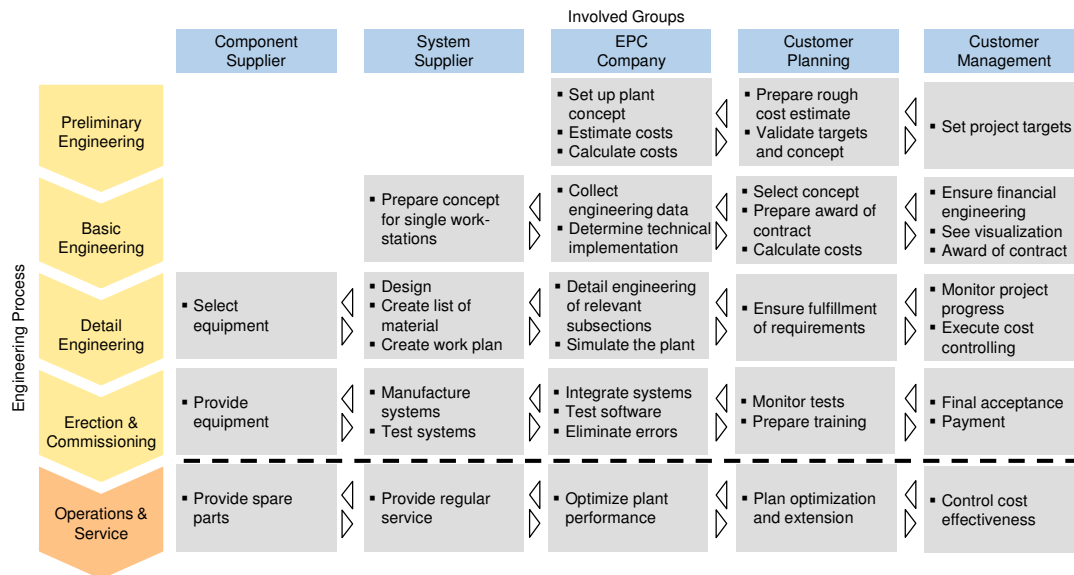 Involved Groups
Component
Supplier
System
Supplier
EPC
Company
Customer
Planning
Customer
Management
Engineering Process
Preliminary
Engineering
▪ Set up plant
concept
▪ Estimate costs
▪ Calculate costs
▪ Prepare rough
cost estimate
▪ Validate targets
and concept
▪ Set project targets
Basic
Engineering
▪ Prepare concept
for single work-
stations
▪ Collect
engineering data
▪ Determine technical
implementation
▪ Select concept
▪ Prepare award of
contract
▪ Calculate costs
▪ Ensure financial
engineering
▪ See visualization
▪ Award of contract
Detail
Engineering
▪ Select
equipment
▪ Design
▪ Create list of
material
▪ Create work plan
▪ Detail engineering
of relevant
subsections
▪ Simulate the plant
▪ Ensure fulfillment
of requirements
▪ Monitor project
progress
▪ Execute cost
controlling
Erection &
Commissioning
▪ Provide
equipment
▪ Manufacture
systems
▪ Test systems
▪ Integrate systems
▪ Test software
▪ Eliminate errors
▪ Monitor tests
▪ Prepare training
▪ Final acceptance
▪ Payment
Operations &
Service
▪ Provide spare
parts
▪ Provide regular
service
▪ Optimize plant
performance
▪ Plan optimization
and extension
▪ Control cost
effectiveness